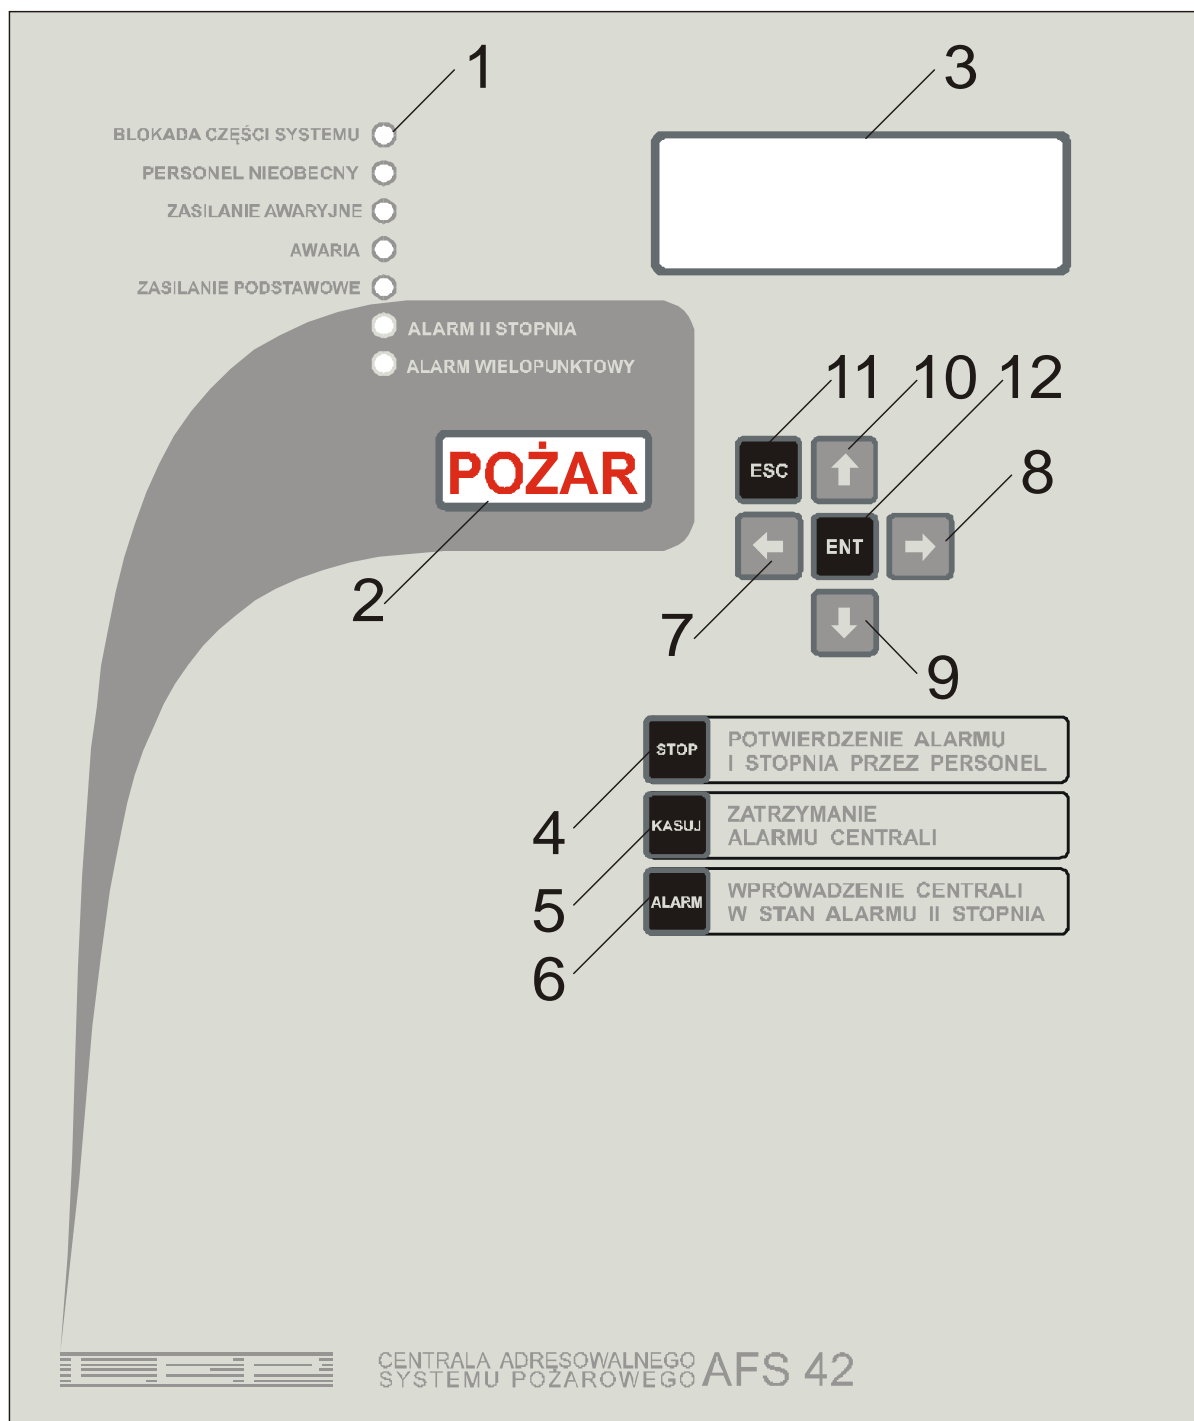 1
3
BLOKADA CZĘŚCI SYSTEMU
PERSONEL NIEOBECNY
ZASILANIE AWARYJNE
AWARIA
ZASILANIE PODSTAWOWE
ALARM II STOPNIA
ALARM WIELOPUNKTOWY
11
10
12
POŻAR
ESC
8
ENT
2
7
9
STOP
POTWIERDZENIE ALARMU
I STOPNIA PRZEZ PERSONEL
4
KASUJ
ZATRZYMANIE
ALARMU CENTRALI
5
ALARM
WPROWADZENIE CENTRALI
W STAN ALARMU II STOPNIA
6
CENTRALA ADRESOWALNEGO
SYSTEMU POŻAROWEGO
AFS 42